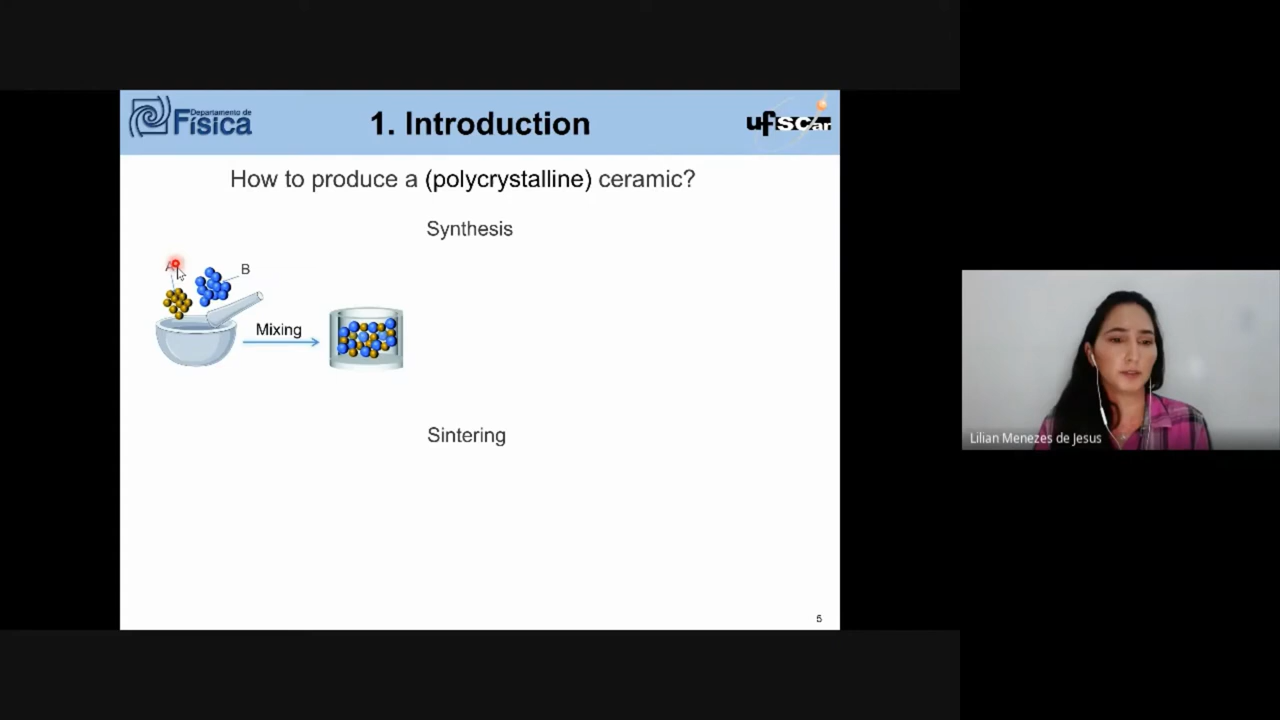 Departamento de
Física
1. Introduction
ufscar
How to produce a (polycrystalline) ceramic?
Synthesis
A
B
Mixing
Sintering
5
Lilian Menezes de Jesus